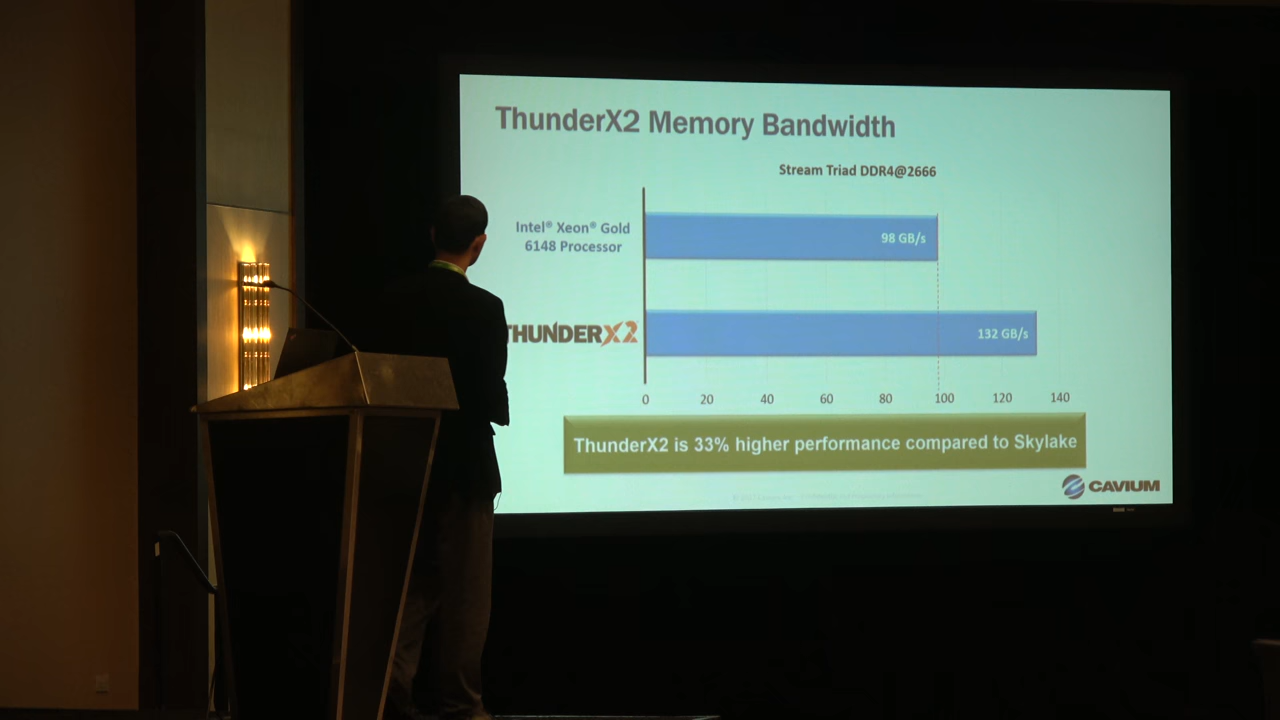 ThunderX2 Memory Bandwidth
Stream Triad DDR4@2666
Intel® Xeon® Gold
6148 Processor
98 GB/s
THUNDERX2
132 GB/s
0 20 40 60 80 100 120 140
ThunderX2 is 33% higher performance compared to Skylake
CAVIUM